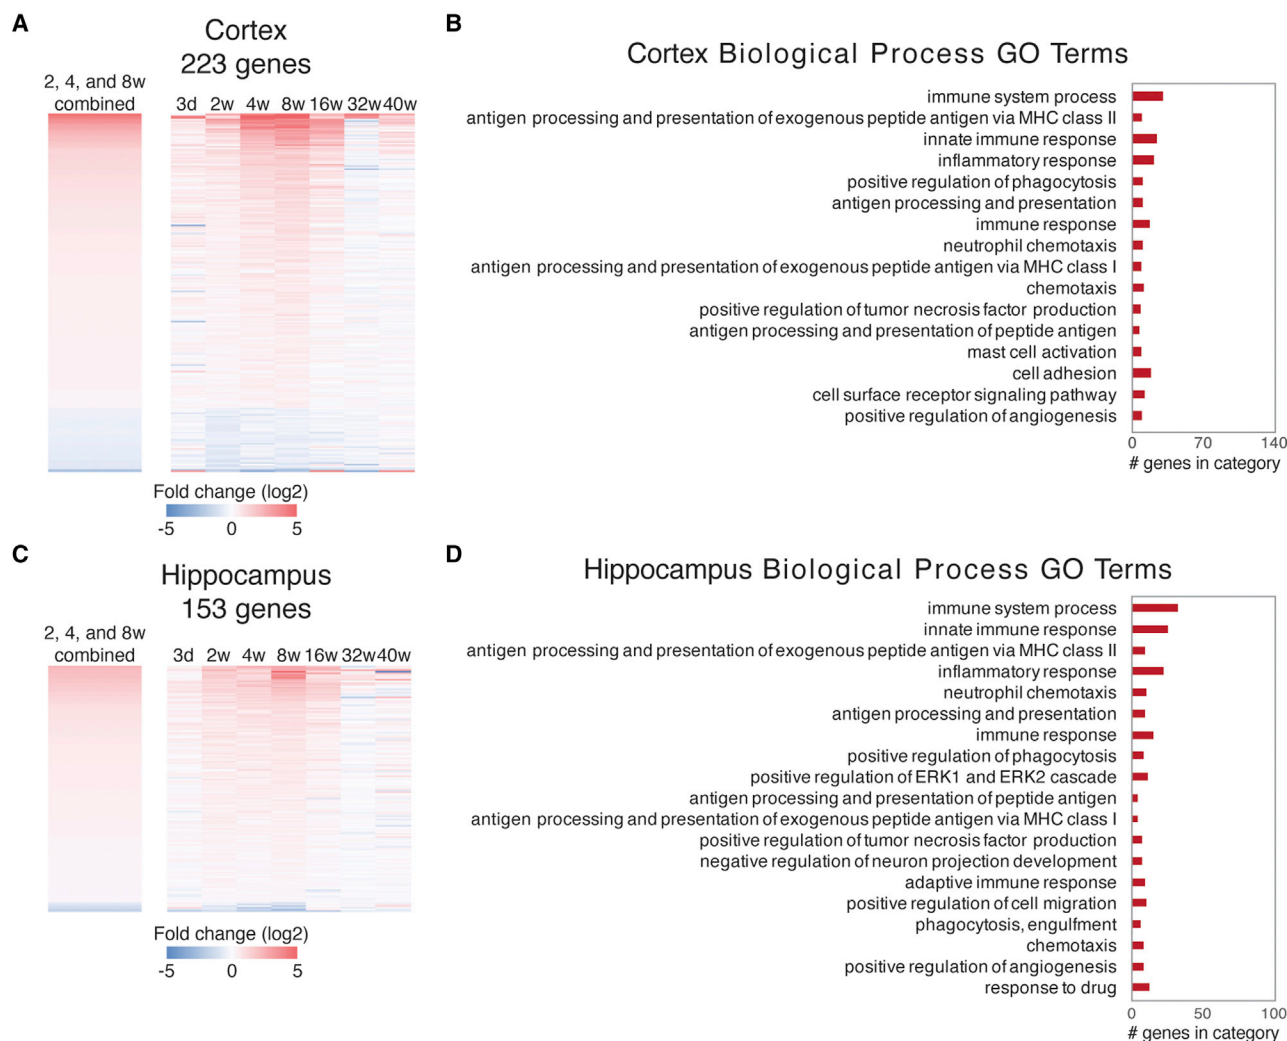 A
Cortex
223 genes
2, 4, and 8w
combined
3d 2w 4w 8w 16w 32w 40w
Fold change (log2)
-5 0 5
B
Cortex Biological Process GO Terms
immune system process
antigen processing and presentation of exogenous peptide antigen via MHC class II
innate immune response
inflammatory response
positive regulation of phagocytosis
antigen processing and presentation
immune response
neutrophil chemotaxis
antigen processing and presentation of exogenous peptide antigen via MHC class I
chemotaxis
positive regulation of tumor necrosis factor production
antigen processing and presentation of peptide antigen
mast cell activation
cell adhesion
cell surface receptor signaling pathway
positive regulation of angiogenesis
0 70 140
# genes in category
C
Hippocampus
153 genes
2, 4, and 8w
combined
3d 2w 4w 8w 16w 32w 40w
Fold change (log2)
-5 0 5
D
Hippocampus Biological Process GO Terms
immune system process
innate immune response
antigen processing and presentation of exogenous peptide antigen via MHC class II
inflammatory response
neutrophil chemotaxis
antigen processing and presentation
immune response
positive regulation of phagocytosis
positive regulation of ERK1 and ERK2 cascade
antigen processing and presentation of peptide antigen
antigen processing and presentation of exogenous peptide antigen via MHC class I
positive regulation of tumor necrosis factor production
negative regulation of neuron projection development
adaptive immune response
positive regulation of cell migration
phagocytosis, engulfment
chemotaxis
positive regulation of angiogenesis
response to drug
0 50 100
# genes in category